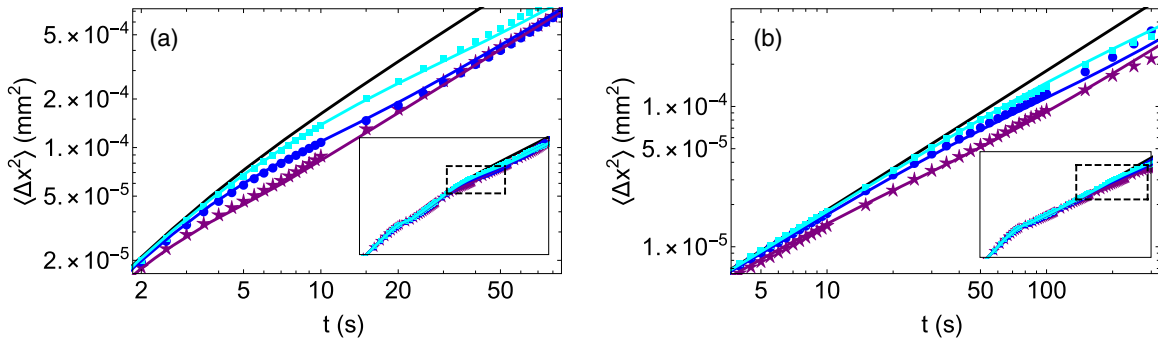 (a)
⟨Δx²⟩ (mm²)
5.×10⁻⁴
2.×10⁻⁴
1.×10⁻⁴
5.×10⁻⁵
2.×10⁻⁵
2 5 10 20 50
t (s)
(b)
⟨Δx²⟩ (mm²)
1.×10⁻⁴
5.×10⁻⁵
1.×10⁻⁵
5 10 50 100
t (s)